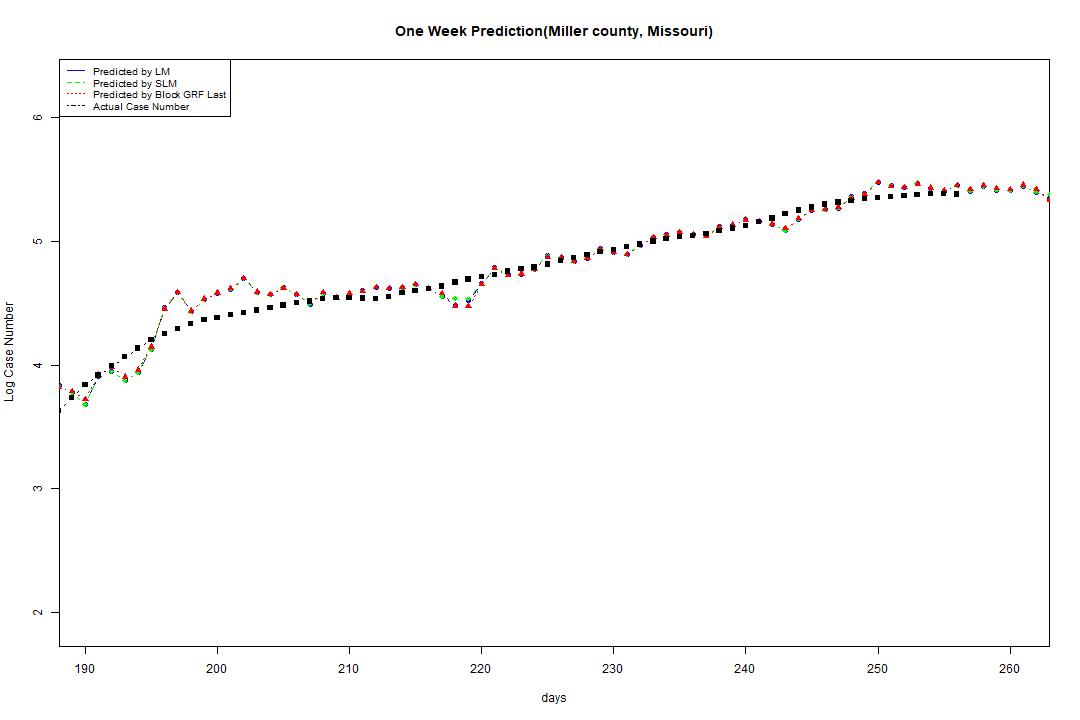 One Week Prediction(Miller county, Missouri)
Predicted by LM
Predicted by SLM
Predicted by Block GRF Last
Actual Case Number
6
5
4
3
2
Log Case Number
190 200 210 220 230 240 250 260
days